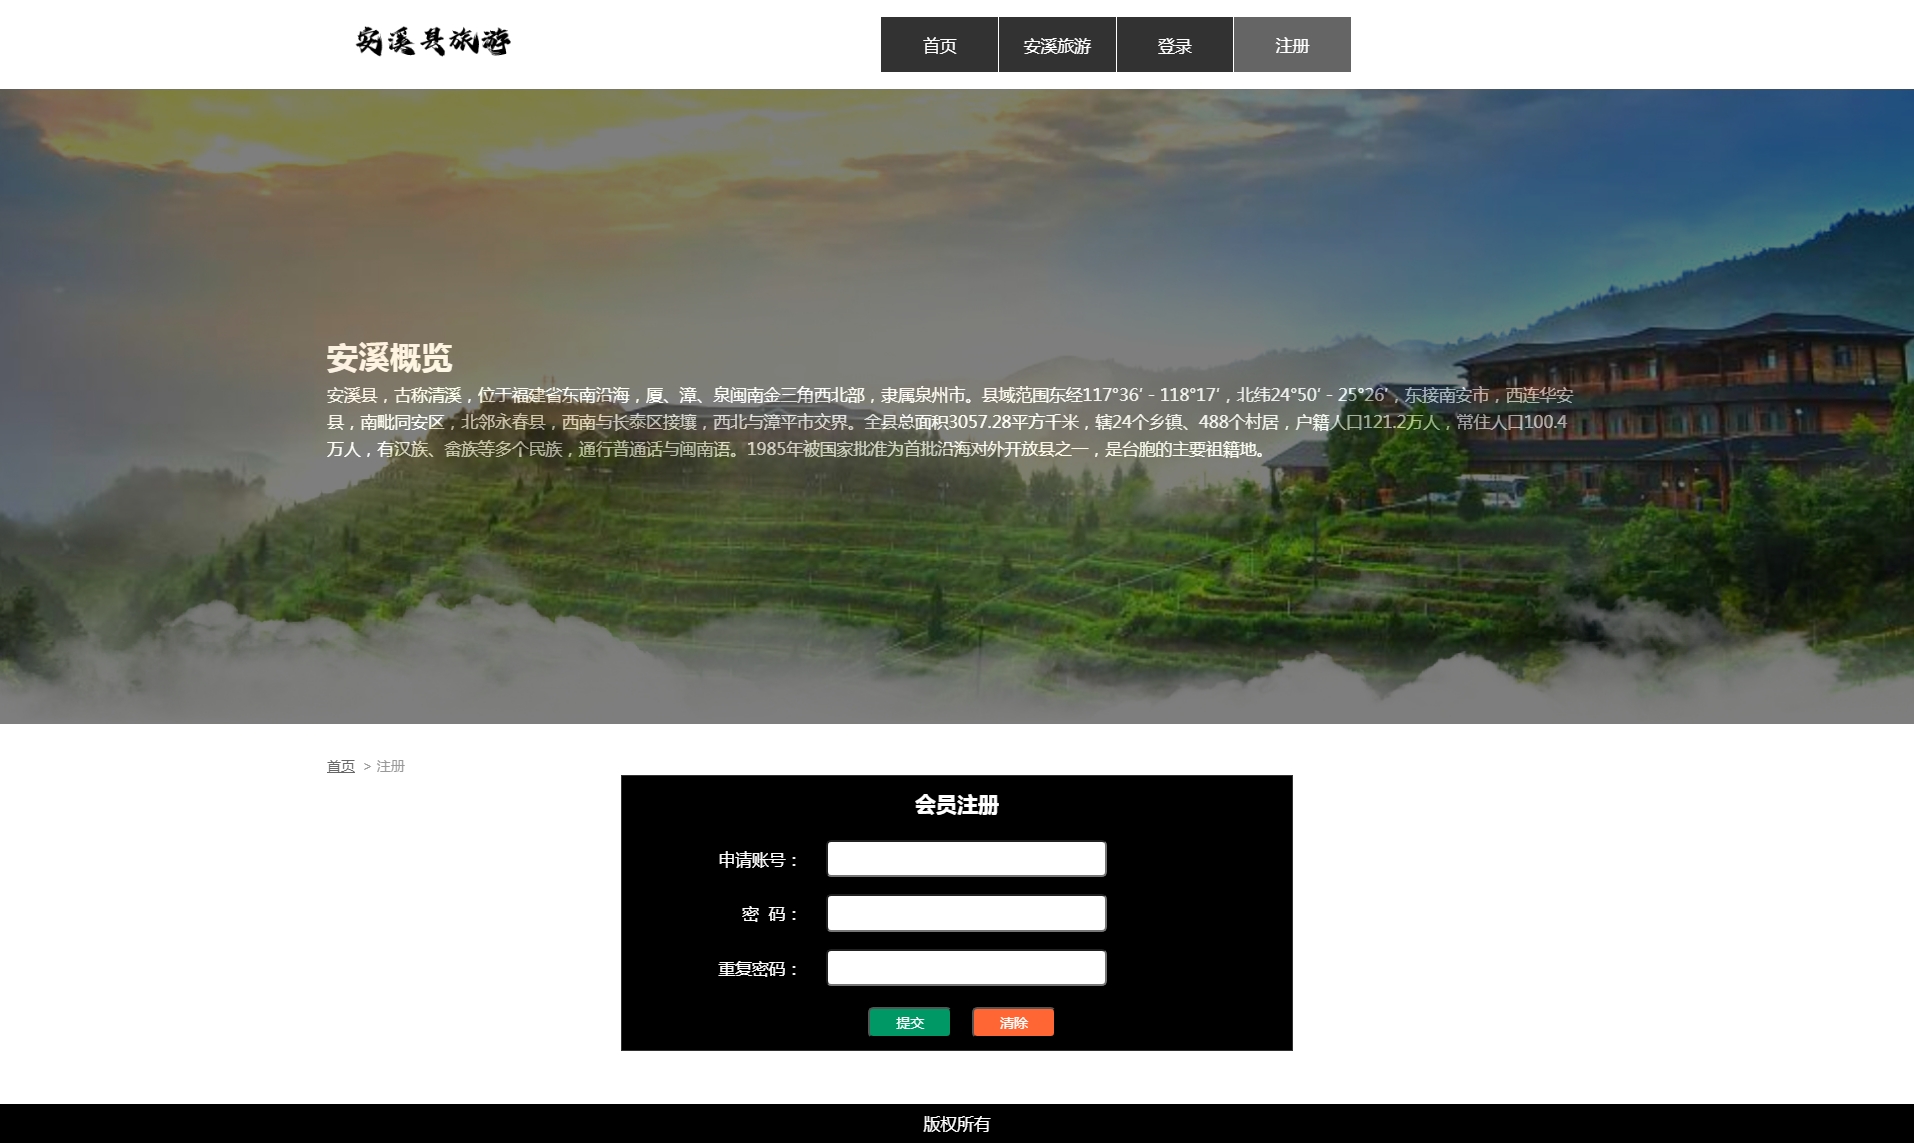 安溪县旅游
首页 安溪旅游 登录 注册
安溪概览
安溪县，古称清溪，位于福建省东南沿海，厦、漳、泉闽南金三角西北部，隶属泉州市。县域范围东经117°36′ - 118°17′，北纬24°50′ - 25°26′，东接南安市，西连华安
县，南毗同安区，北邻永春县，西南与长泰区接壤，西北与漳平市交界。全县总面积3057.28平方千米，辖24个乡镇、488个村居，户籍人口121.2万人，常住人口100.4
万人，有汉族、畲族等多个民族，通行普通话与闽南语。1985年被国家批准为首批沿海对外开放县之一，是台胞的主要祖籍地。
首页 > 注册
会员注册
申请账号：
密 码：
重复密码：
提交 清除
版权所有